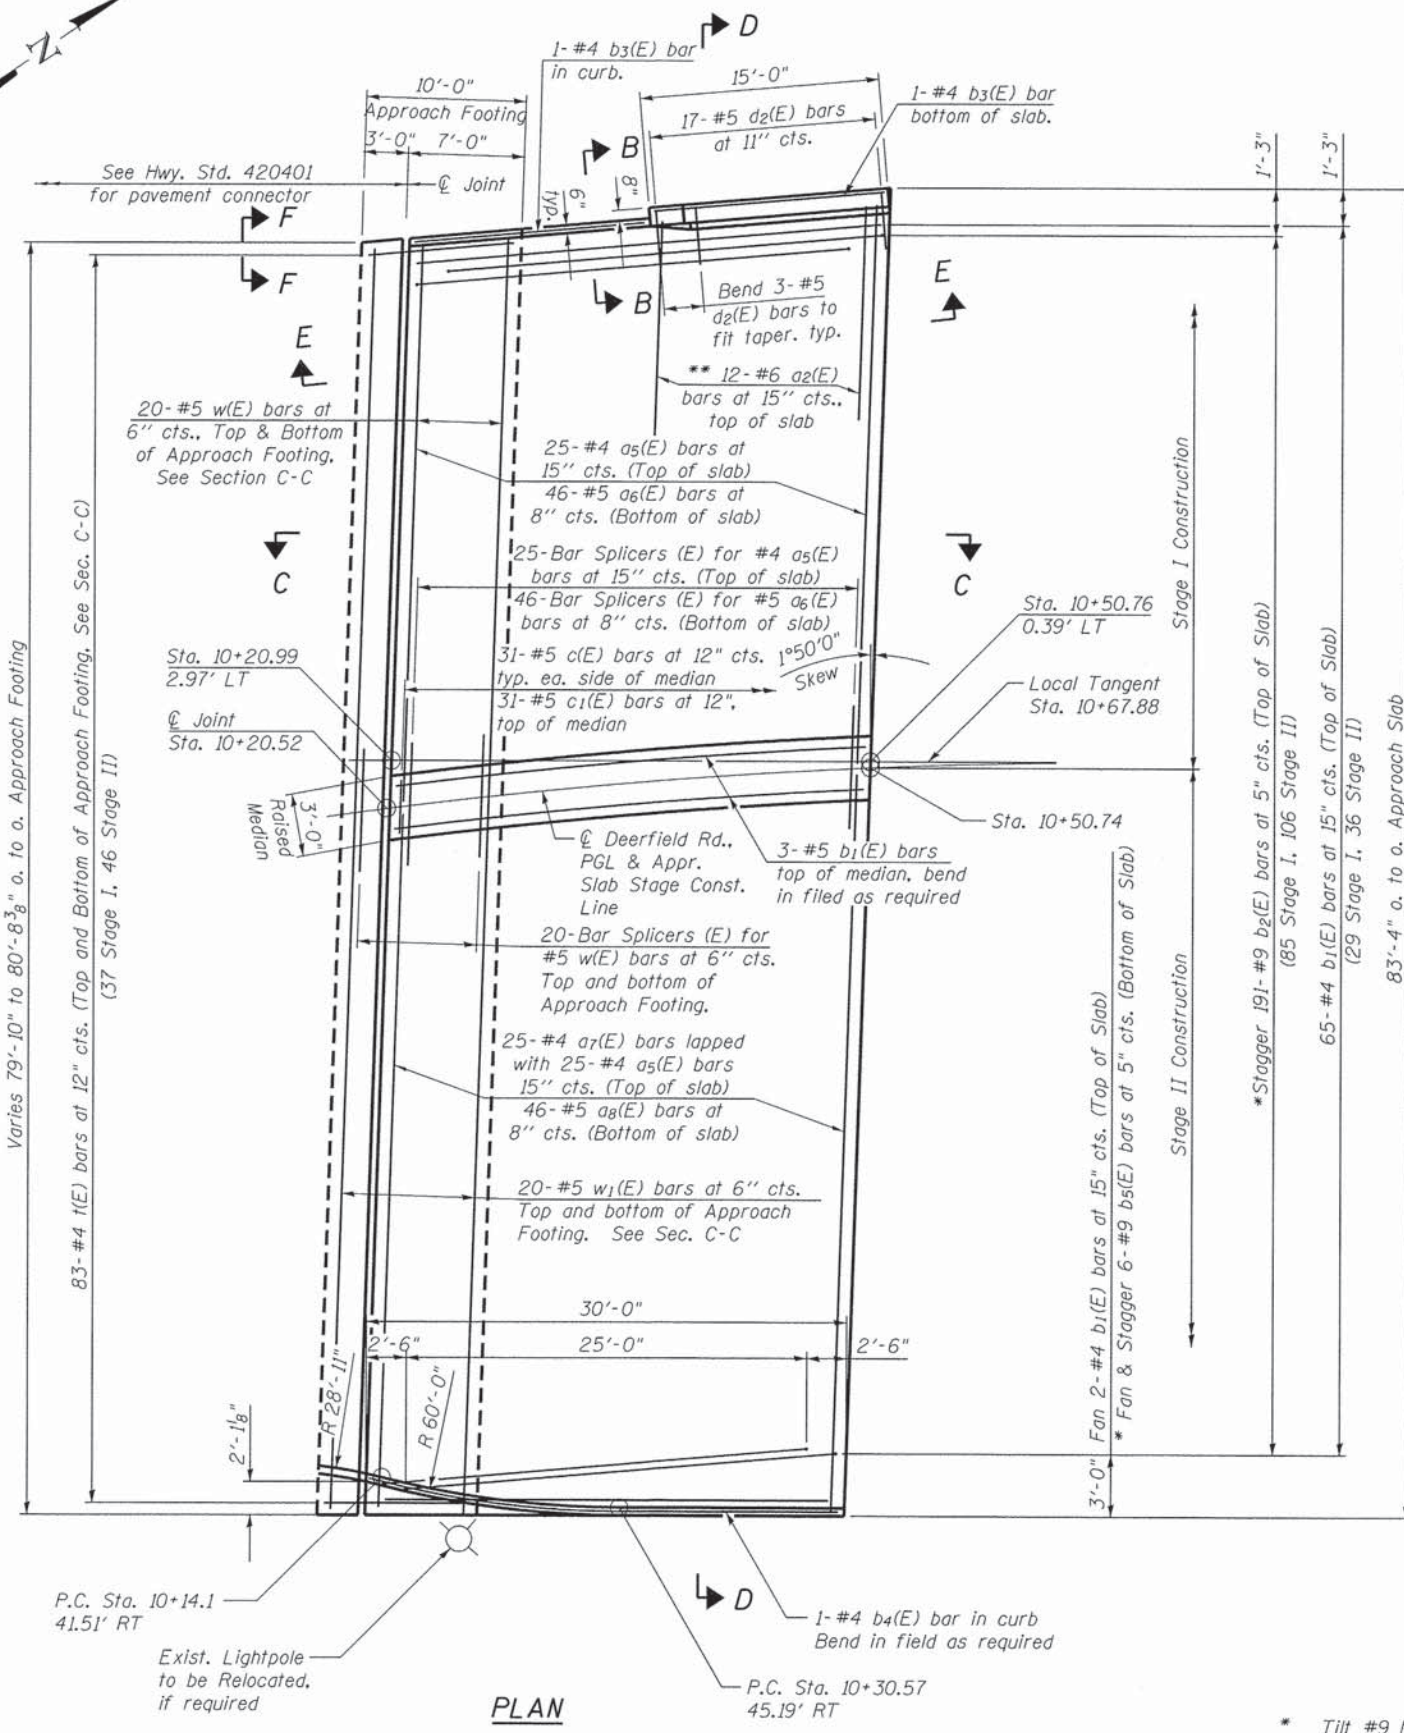 N
D
1-#4 b3(E) bar
in curb.
10'-0"
Approach Footing
3'-0" 7'-0"
15'-0"
17-#5 d2(E) bars
at 11" cts.
1-#4 b3(E) bar
bottom of slab.
See Hwy. Std. 420401
for pavement connector
℄ Joint
6"
typ.
8"
B
B
F
F
1'-3"
1'-3"
Bend 3-#5
d2(E) bars to
fit taper. typ.
E
E
** 12-#6 a2(E)
bars at 15" cts.,
top of slab
20-#5 w(E) bars at
6" cts., Top & Bottom
of Approach Footing.
See Section C-C
25-#4 a5(E) bars at
15" cts. (Top of slab)
46-#5 a6(E) bars at
8" cts. (Bottom of slab)
C
C
25-Bar Splicers (E) for #4 a5(E)
bars at 15" cts. (Top of slab)
46-Bar Splicers (E) for #5 a6(E)
bars at 8" cts. (Bottom of slab)
Sta. 10+50.76
0.39' LT
Sta. 10+20.99
2.97' LT
31-#5 c(E) bars at 12" cts.
typ. ea. side of median
31-#5 c1(E) bars at 12",
top of median
1°50'0"
Skew
Local Tangent
Sta. 10+67.88
℄ Joint
Sta. 10+20.52
3'-0"
Raised
Median
℄ Deerfield Rd.,
PGL & Appr.
Slab Stage Const.
Line
3-#5 b1(E) bars
top of median, bend
in filed as required
Sta. 10+50.74
20-Bar Splicers (E) for
#5 w(E) bars at 6" cts.
Top and bottom of
Approach Footing.
25-#4 a7(E) bars lapped
with 25-#4 a5(E) bars
15" cts. (Top of slab)
46-#5 a8(E) bars at
8" cts. (Bottom of slab)
20-#5 w1(E) bars at 6" cts.
Top and bottom of Approach
Footing. See Sec. C-C
Varies 79'-10" to 80'-8⅜" o. to o. Approach Footing
83-#4 t(E) bars at 12" cts. (Top and Bottom of Approach Footing. See Sec. C-C)
(37 Stage I, 46 Stage II)
Stage I Construction
Stage II Construction
*Stagger 191-#9 b2(E) bars at 5" cts. (Top of Slab)
(85 Stage I, 106 Stage II)
65-#4 b1(E) bars at 15" cts. (Top of Slab)
(29 Stage I, 36 Stage II)
83'-4" o. to o. Approach Slab
3'-0" Fan 2-#4 b1(E) bars at 15" cts. (Top of Slab)
* Fan & Stagger 6-#9 b5(E) bars at 5" cts. (Bottom of Slab)
30'-0"
2'-6" 25'-0" 2'-6"
R 28'-11"
R 60'-0"
2'-1⅛"
P.C. Sta. 10+14.1
41.51' RT
Exist. Lightpole
to be Relocated,
if required
D
1-#4 b4(E) bar in curb
Bend in field as required
P.C. Sta. 10+30.57
45.19' RT
PLAN
* Tilt #9